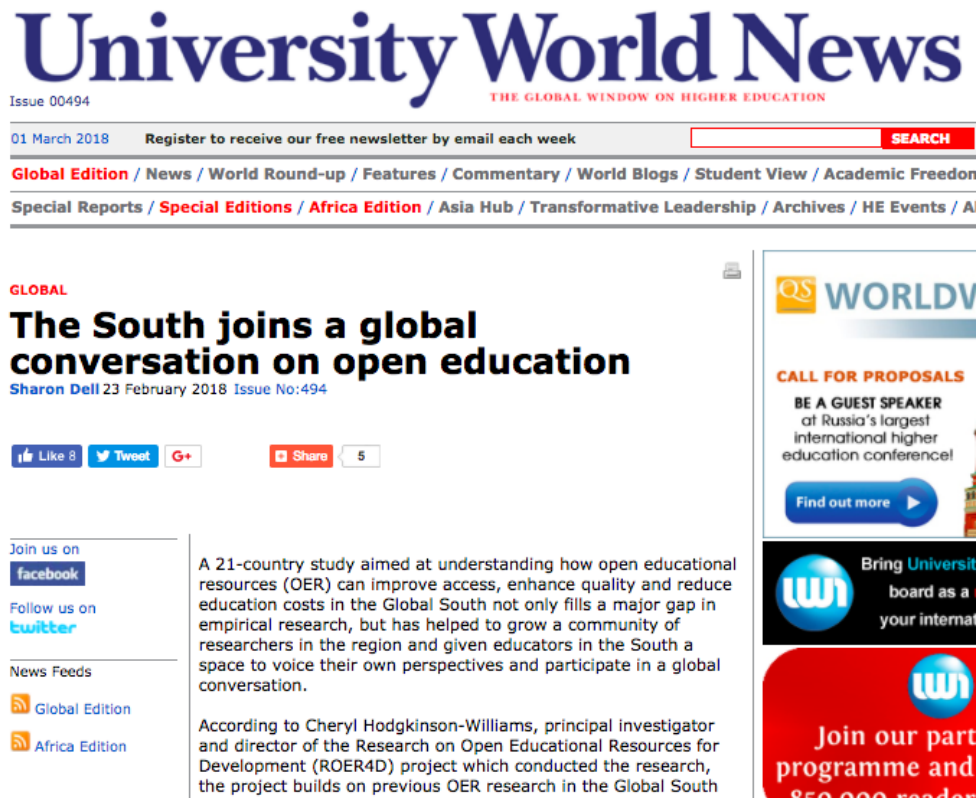 University World News
THE GLOBAL WINDOW ON HIGHER EDUCATION
Issue 00494
01 March 2018 Register to receive our free newsletter by email each week SEARCH
Global Edition / News / World Round-up / Features / Commentary / World Blogs / Student View / Academic Freedom
Special Reports / Special Editions / Africa Edition / Asia Hub / Transformative Leadership / Archives / HE Events /
GLOBAL
The South joins a global
conversation on open education
Sharon Dell 23 February 2018 Issue No:494
Like 8 Tweet G+ Share 5
Join us on
facebook
Follow us on
twitter
News Feeds
Global Edition
Africa Edition
A 21-country study aimed at understanding how open educational
resources (OER) can improve access, enhance quality and reduce
education costs in the Global South not only fills a major gap in
empirical research, but has helped to grow a community of
researchers in the region and given educators in the South a
space to voice their own perspectives and participate in a global
conversation.
According to Cheryl Hodgkinson-Williams, principal investigator
and director of the Research on Open Educational Resources for
Development (ROER4D) project which conducted the research,
the project builds on previous OER research in the Global South
QS WORLDW
CALL FOR PROPOSALS
BE A GUEST SPEAKER
at Russia's largest
international higher
education conference!
Find out more
uwn
Bring Universit
board as a
your internat
uwn
Join our part
programme and
850 000 reader